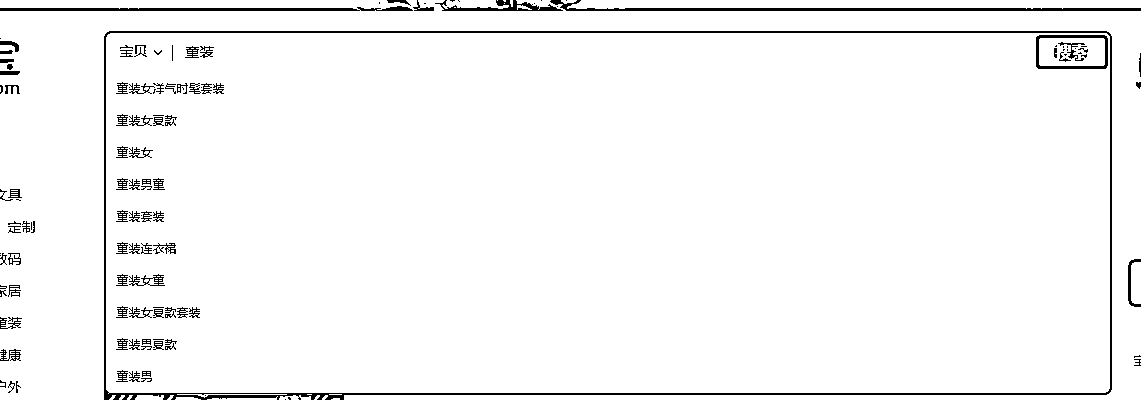 宝贝 | 童装 搜索
童装女洋气时髦套装
童装女夏款
童装女
童装男童
童装套装
童装连衣裙
童装女童
童装女夏款套装
童装男夏款
童装男
宝
om
文具
定制
数码
家居
童装
健康
户外
宝